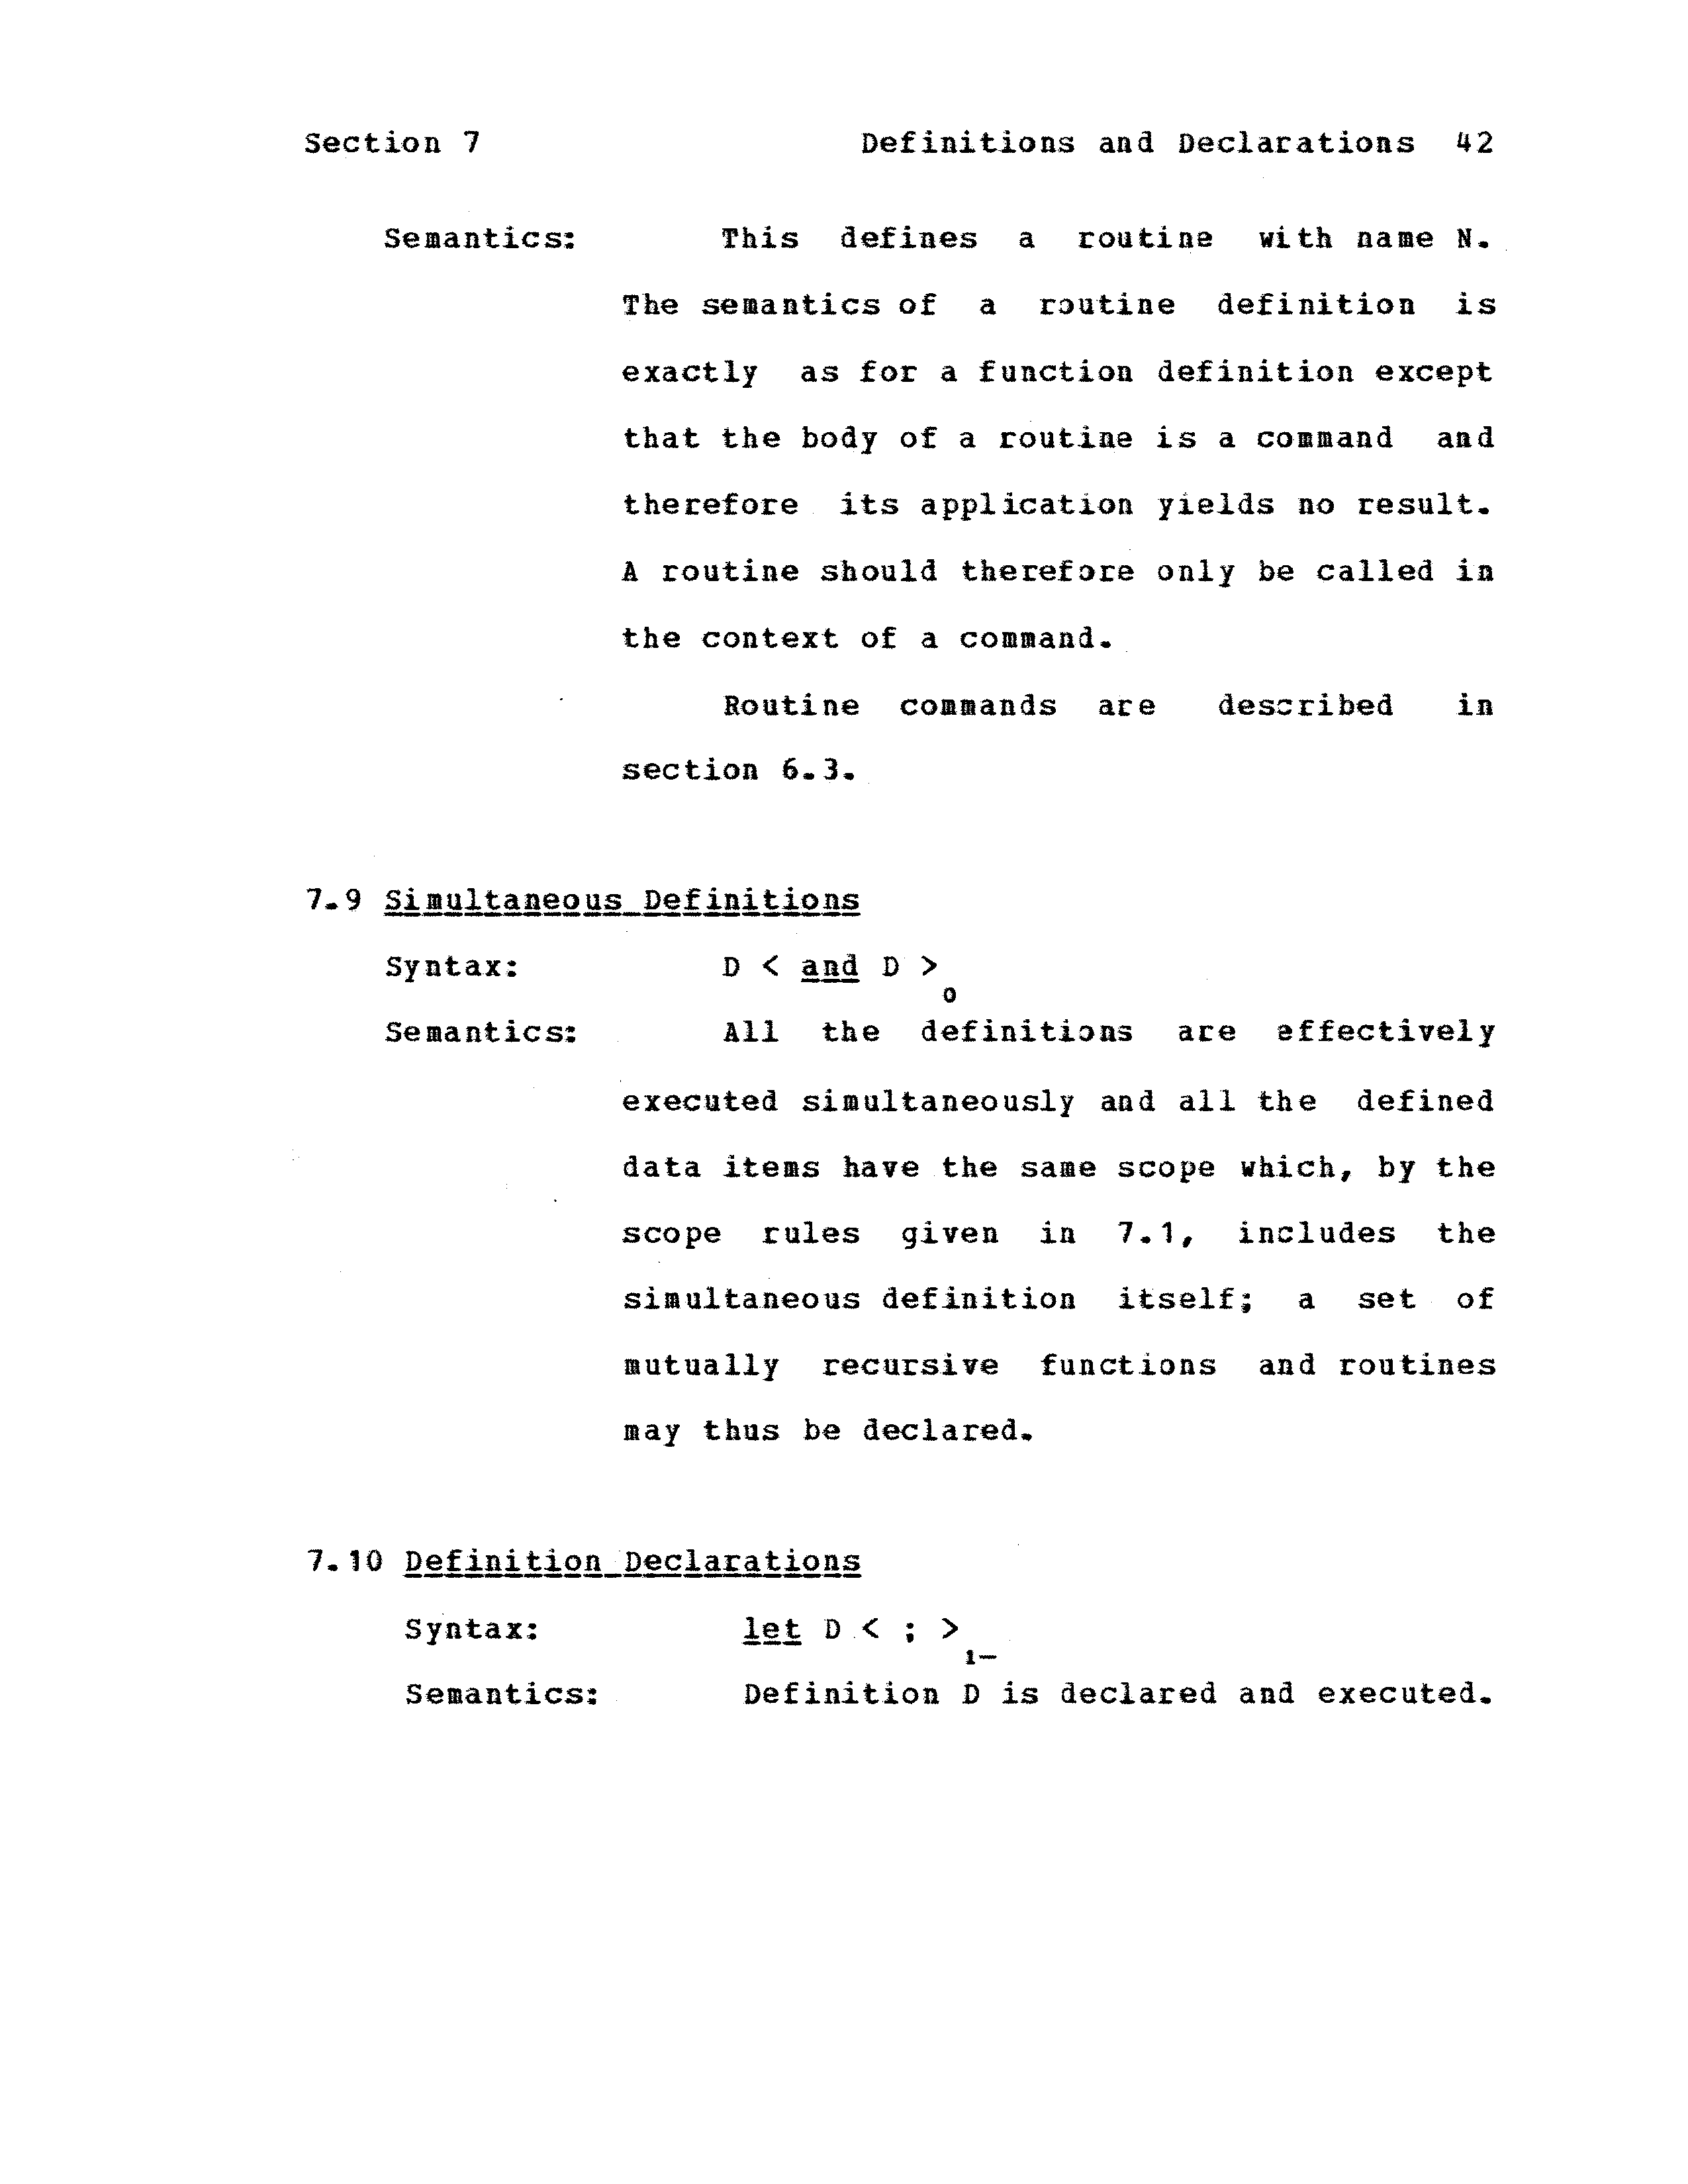 Section 7 Definitions and Declarations 42
Semantics: This defines a routine with name N.
The semantics of a routine definition is
exactly as for a function definition except
that the body of a routine is a command and
therefore its application yields no result.
A routine should therefore only be called in
the context of a command.
Routine commands are described in
section 6.3.
7.9 Simultaneous Definitions
Syntax: D < and D >
0
Semantics: All the definitions are effectively
executed simultaneously and all the defined
data items have the same scope which, by the
scope rules given in 7.1, includes the
simultaneous definition itself; a set of
mutually recursive functions and routines
may thus be declared.
7.10 Definition Declarations
Syntax: let D < ; >
1-
Semantics: Definition D is declared and executed.